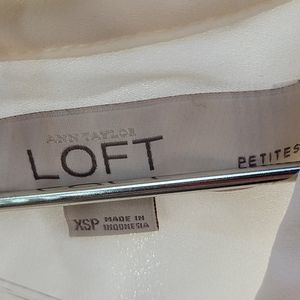 ANN TAYLOR
LOFT
PETITES
XSP MADE IN
INDONESIA